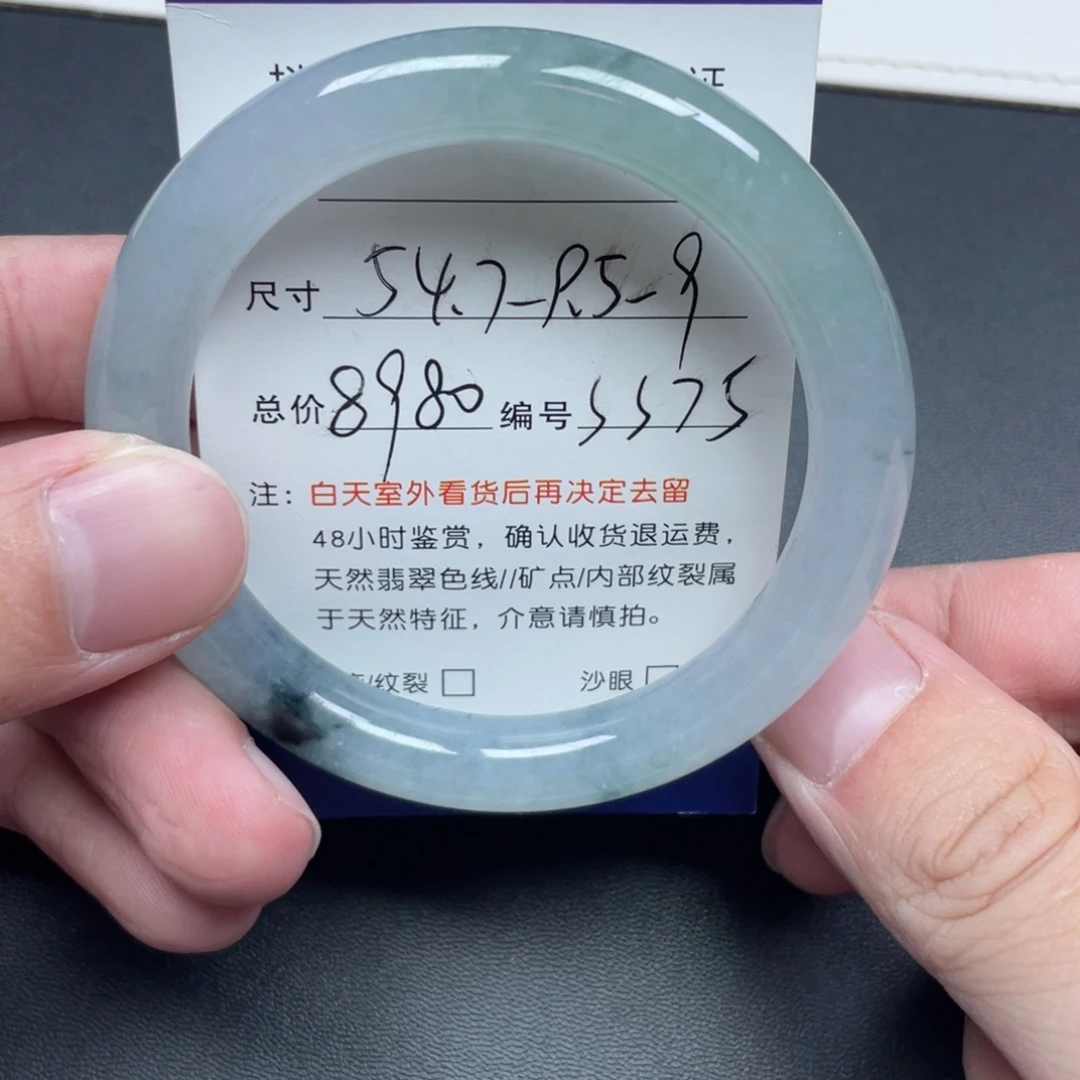 证
尺寸 54.7-9.5-9
总价 8980 编号 5575
注：白天室外看货后再决定去留
48小时鉴赏，确认收货退运费，
天然翡翠色线//矿点/内部纹裂属
于天然特征，介意请慎拍。
/纹裂 □ 沙眼 □